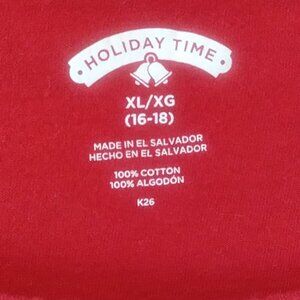 HOLIDAY TIME
XL/XG
(16-18)
MADE IN EL SALVADOR
HECHO EN EL SALVADOR
100% COTTON
100% ALGODÓN
K26